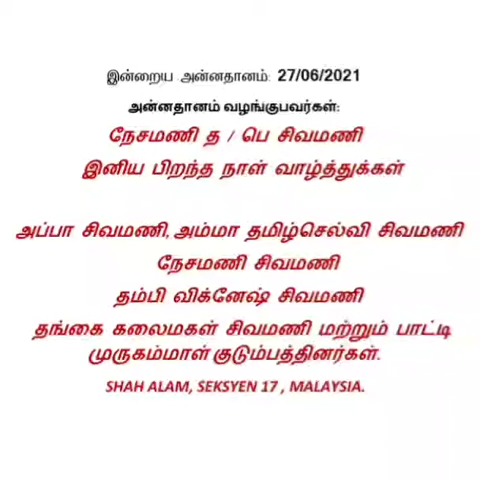 இன்றைய அன்னதானம்: 27/06/2021
அன்னதானம் வழங்குபவர்கள்:
நேசமணி த / பெ சிவமணி
இனிய பிறந்த நாள் வாழ்த்துக்கள்
அப்பா சிவமணி, அம்மா தமிழ்செல்வி சிவமணி
நேசமணி சிவமணி
தம்பி விக்னேஷ் சிவமணி
தங்கை கலைமகள் சிவமணி மற்றும் பாட்டி
முருகம்மாள் குடும்பத்தினர்கள்.
SHAH ALAM, SEKSYEN 17 , MALAYSIA.